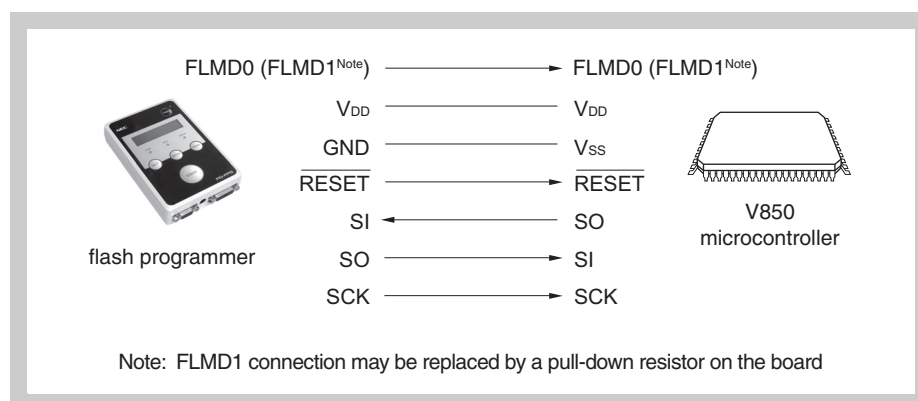 FLMD0 (FLMD1Note) FLMD0 (FLMD1Note)
VDD VDD
GND VSS
RESET RESET
SI SO
SO SI
SCK SCK
NEC
flash programmer
V850
microcontroller
Note: FLMD1 connection may be replaced by a pull-down resistor on the board